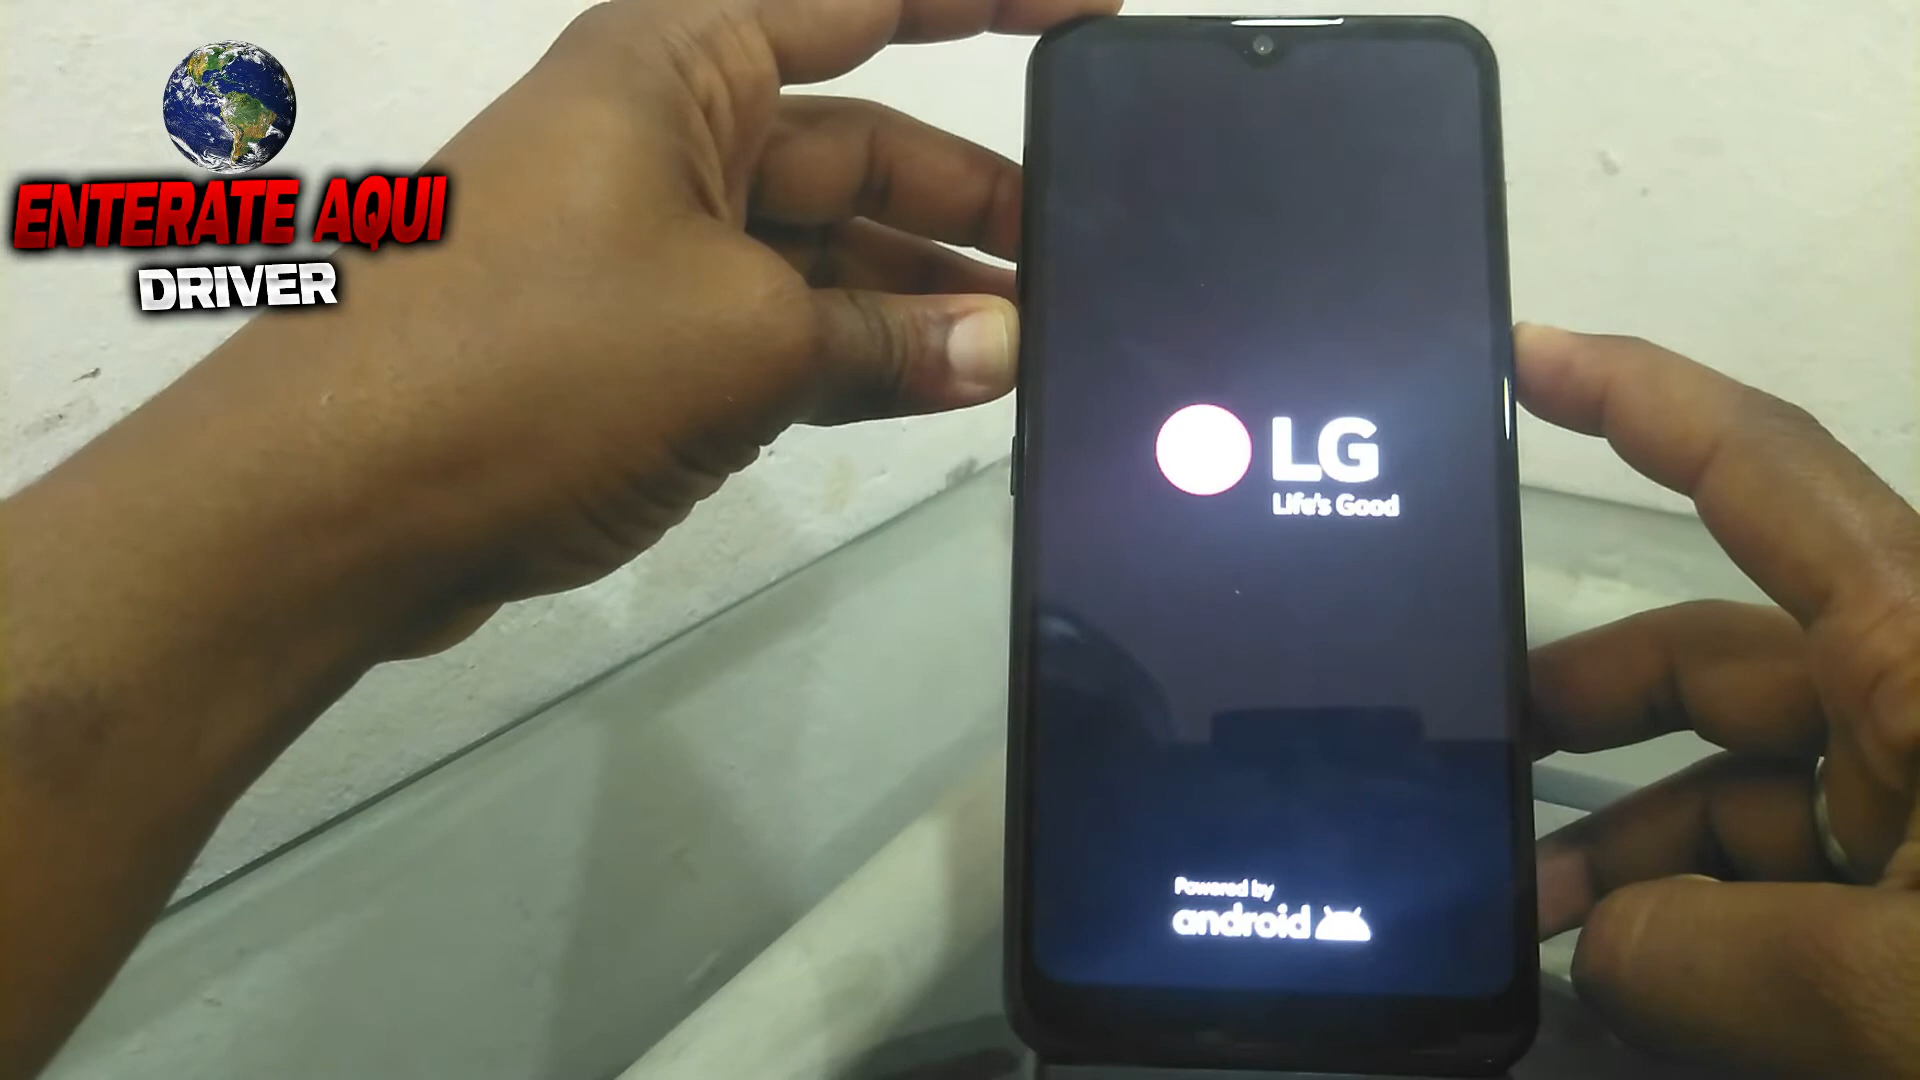 ENTERATE AQUI
DRIVER
LG
Life's Good
Powered by
android